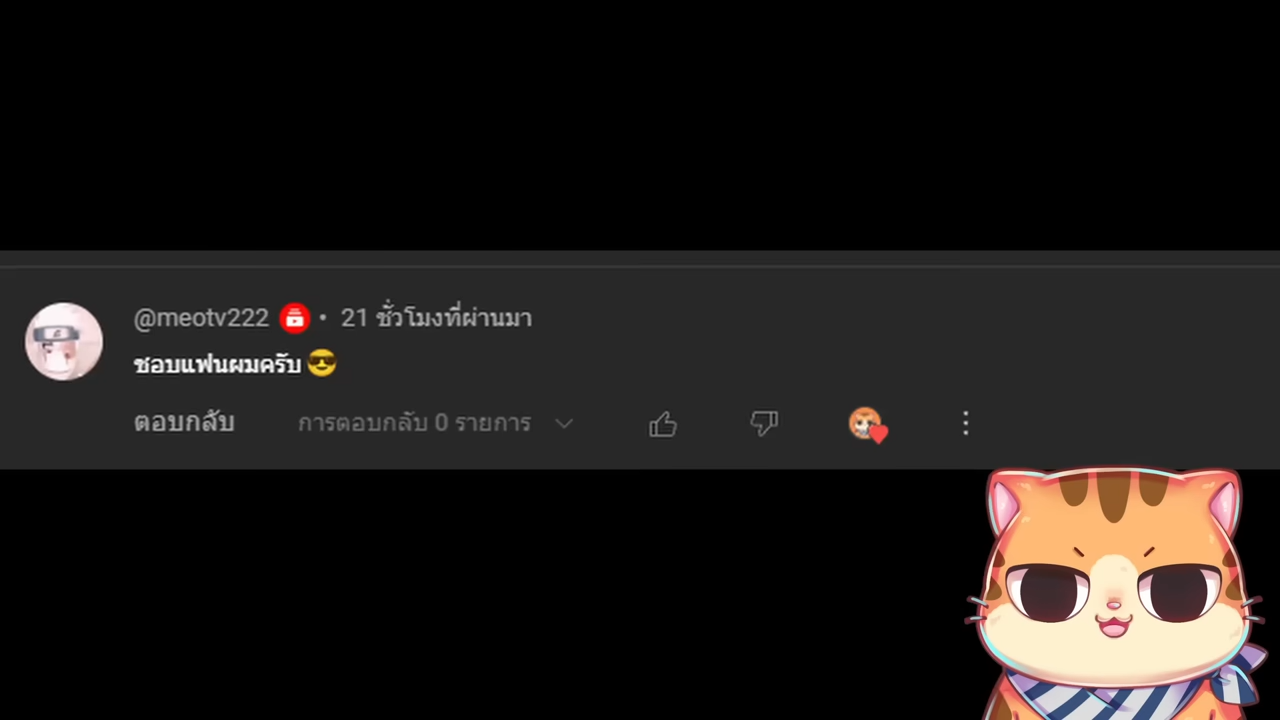 @meotv222 • 21 ชั่วโมงที่ผ่านมา
ชอบแฟนผมครับ 😎
ตอบกลับ การตอบกลับ 0 รายการ